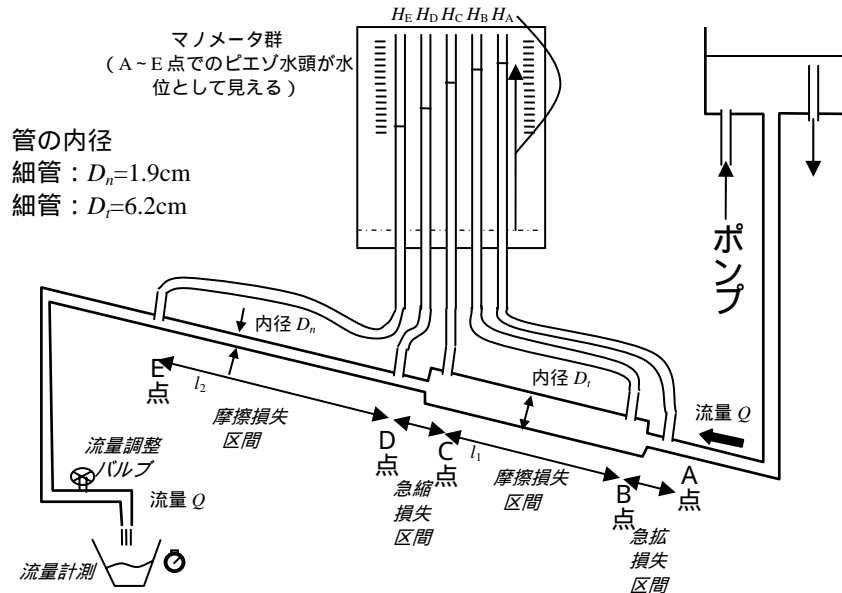 H_E H_D H_C H_B H_A
マノメータ群
（A～E 点でのピエゾ水頭が水
位として見える）
管の内径
細管：D_n=1.9cm
細管：D_t=6.2cm
ポンプ
内径 D_n
内径 D_t
流量 Q
E
点
l_2
摩擦損失
区間
D
点
C
点
l_1
摩擦損失
区間
B
点
A
点
急縮
損失
区間
急拡
損失
区間
流量調整
バルブ
流量 Q
流量計測